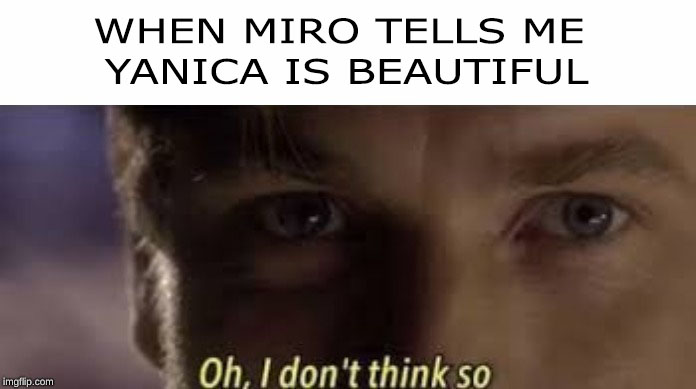 WHEN MIRO TELLS ME
YANICA IS BEAUTIFUL
Oh, I don't think so
imgflip.com